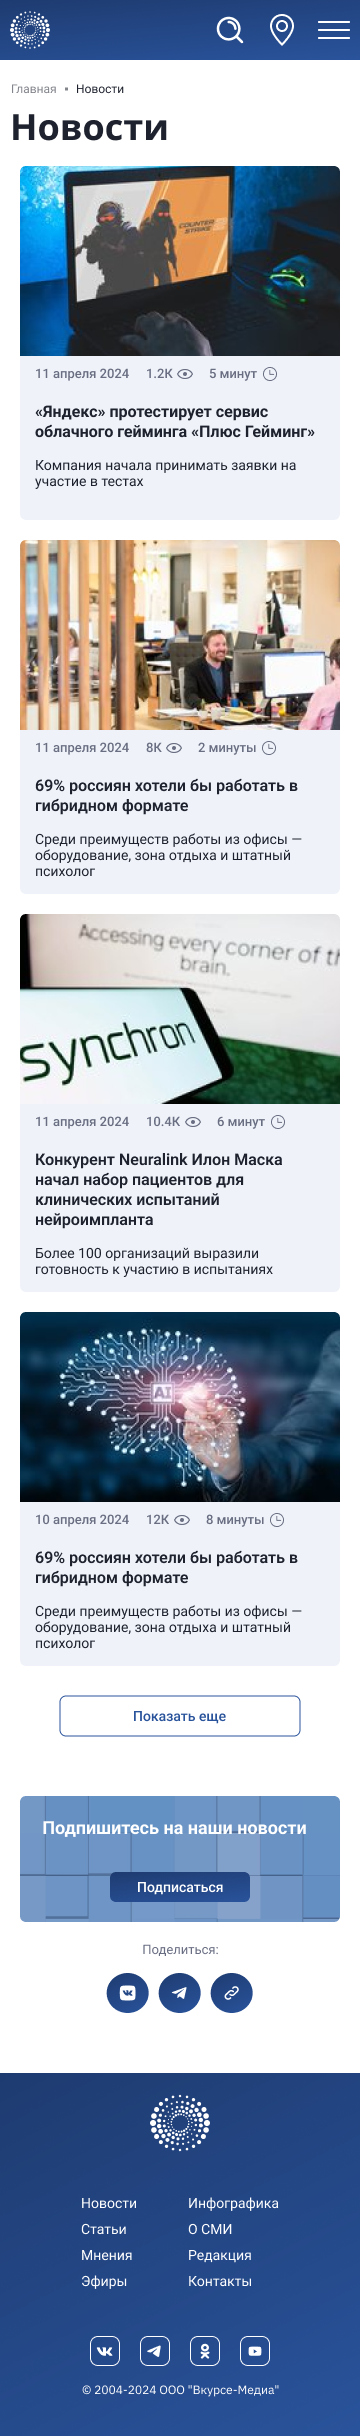 Главная • Новости
Новости
COUNTER STRIKE
11 апреля 2024 1.2К 5 минут
«Яндекс» протестирует сервис
облачного гейминга «Плюс Гейминг»
Компания начала принимать заявки на
участие в тестах
11 апреля 2024 8К 2 минуты
69% россиян хотели бы работать в
гибридном формате
Среди преимуществ работы из офисы —
оборудование, зона отдыха и штатный
психолог
Accessing every corner of th
brain.
synchron
11 апреля 2024 10.4К 6 минут
Конкурент Neuralink Илон Маска
начал набор пациентов для
клинических испытаний
нейроимпланта
Более 100 организаций выразили
готовность к участию в испытаниях
AI
10 апреля 2024 12К 8 минуты
69% россиян хотели бы работать в
гибридном формате
Среди преимуществ работы из офисы —
оборудование, зона отдыха и штатный
психолог
Показать еще
Подпишитесь на наши новости
Подписаться
Поделиться:
Новости Инфографика
Статьи О СМИ
Мнения Редакция
Эфиры Контакты
© 2004-2024 ООО "Вкурсе-Медиа"